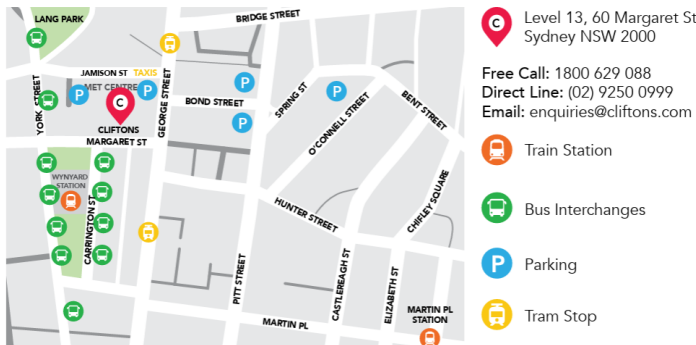 LANG PARK
BRIDGE STREET
JAMISON ST TAXIS
MET CENTRE
P
P
P
P
P
C
CLIFTONS
MARGARET ST
YORK STREET
GEORGE STREET
BOND STREET
SPRING ST
O'CONNELL STREET
BENT STREET
WYNYARD
STATION
CARRINGTON ST
PITT STREET
HUNTER STREET
CHIFLEY SQUARE
CASTLEREAGH ST
ELIZABETH ST
MARTIN PL
MARTIN PL
STATION
C
Level 13, 60 Margaret St
Sydney NSW 2000
Free Call: 1800 629 088
Direct Line: (02) 9250 0999
Email: enquiries@cliftons.com
Train Station
Bus Interchanges
P
Parking
Tram Stop